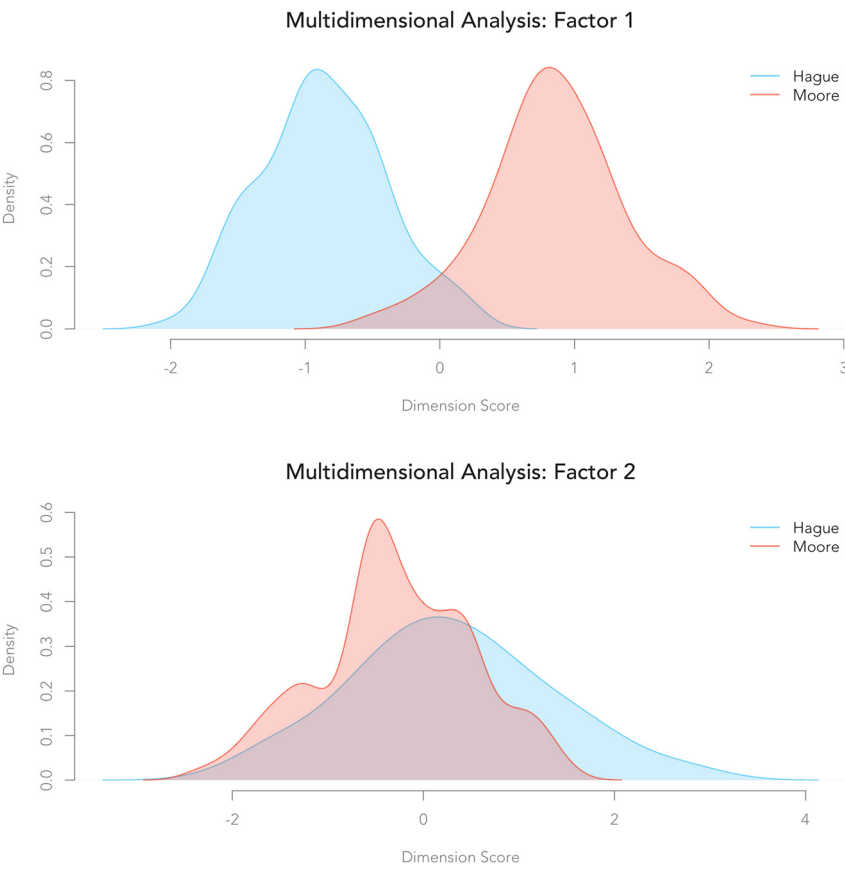 Multidimensional Analysis: Factor 1
Hague
Moore
Density
0.8
0.6
0.4
0.2
0.0
-2 -1 0 1 2 3
Dimension Score
Multidimensional Analysis: Factor 2
Hague
Moore
Density
0.6
0.5
0.4
0.3
0.2
0.1
0.0
-2 0 2 4
Dimension Score